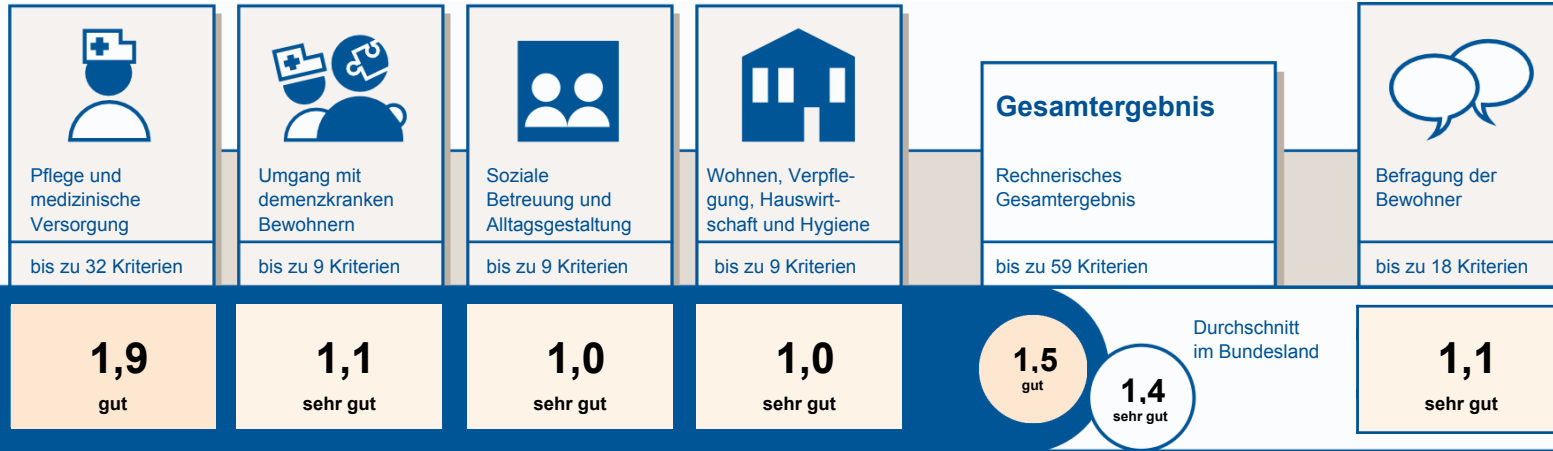 Pflege und
medizinische
Versorgung
bis zu 32 Kriterien
1,9
gut
Umgang mit
demenzkranken
Bewohnern
bis zu 9 Kriterien
1,1
sehr gut
Soziale
Betreuung und
Alltagsgestaltung
bis zu 9 Kriterien
1,0
sehr gut
Wohnen, Verpfle-
gung, Hauswirt-
schaft und Hygiene
bis zu 9 Kriterien
1,0
sehr gut
Gesamtergebnis
Rechnerisches
Gesamtergebnis
bis zu 59 Kriterien
1,5
gut
Durchschnitt
im Bundesland
1,4
sehr gut
Befragung der
Bewohner
bis zu 18 Kriterien
1,1
sehr gut